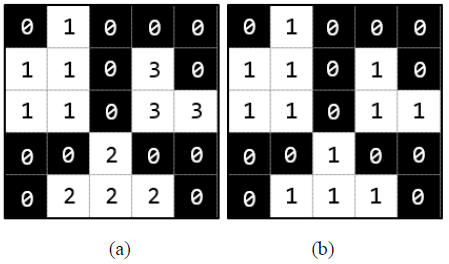 0 1 0 0 0
1 1 0 3 0
1 1 0 3 3
0 0 2 0 0
0 2 2 2 0
(a)
0 1 0 0 0
1 1 0 1 0
1 1 0 1 1
0 0 1 0 0
0 1 1 1 0
(b)